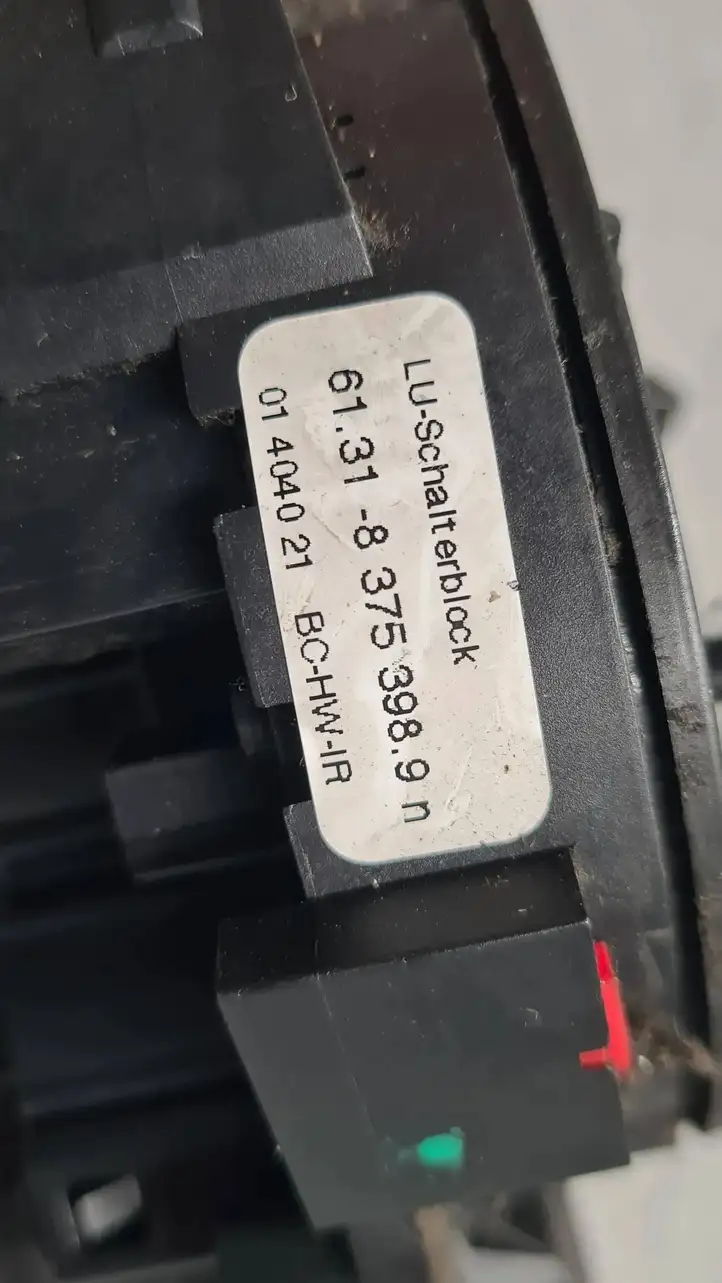 LU-Schalterblock
61.31 -8 375 398.9 n
01 4040 21 BC-HW-IR